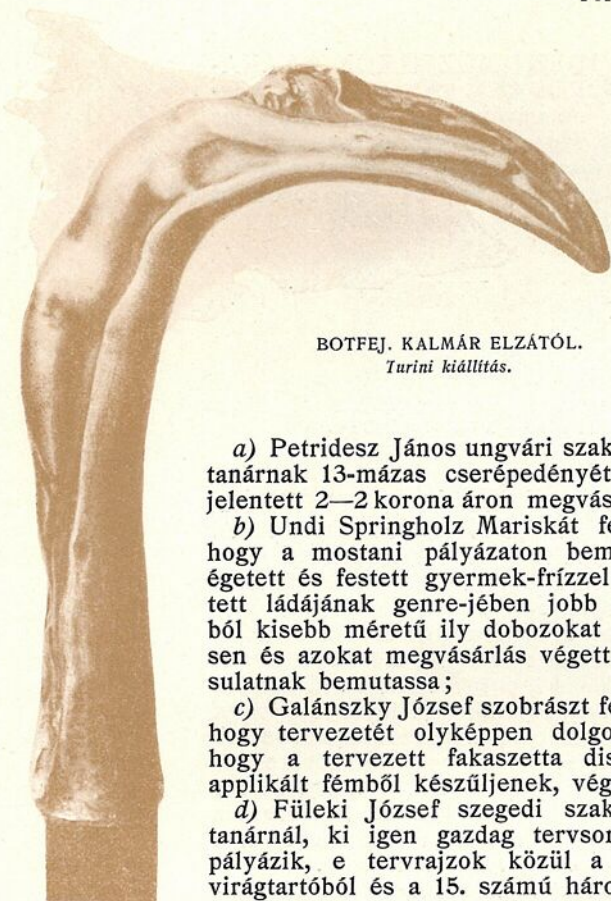 BOTFEJ. KALMÁR ELZÁTÓL.
Turini kiállítás.
a) Petridesz János ungvári szak
tanárnak 13-mázas cserépedényét
jelentett 2—2 korona áron megvás
b) Undi Springholz Mariskát fe
hogy a mostani pályázaton bem
égetett és festett gyermek-frízzel
tett ládájának genre-jében jobb
ból kisebb méretű ily dobozokat
sen és azokat megvásárlás végett
sulatnak bemutassa;
c) Galánszky József szobrászt fe
hogy tervezetét olyképpen dolgo
hogy a tervezett fakaszetta dis
applikált fémből készűljenek, vég
d) Füleki József szegedi szak
tanárnál, ki igen gazdag tervsor
pályázik, e tervrajzok közül a
virágtartóból és a 15. számú háro